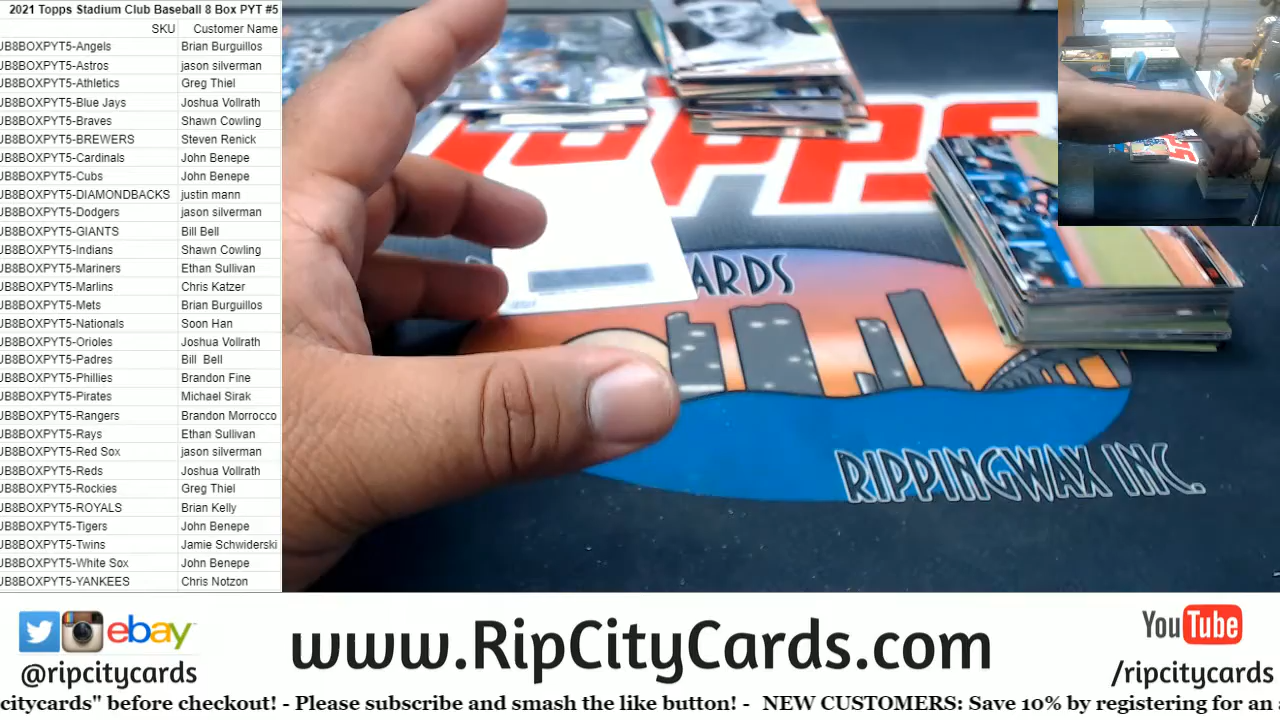 2021 Topps Stadium Club Baseball 8 Box PYT #5
SKU Customer Name
JB8BOXPYT5-Angels Brian Burguillos
JB8BOXPYT5-Astros jason silverman
JB8BOXPYT5-Athletics Greg Thiel
JB8BOXPYT5-Blue Jays Joshua Vollrath
JB8BOXPYT5-Braves Shawn Cowling
JB8BOXPYT5-BREWERS Steven Renick
JB8BOXPYT5-Cardinals John Benepe
JB8BOXPYT5-Cubs John Benepe
JB8BOXPYT5-DIAMONDBACKS justin mann
JB8BOXPYT5-Dodgers jason silverman
JB8BOXPYT5-GIANTS Bill Bell
JB8BOXPYT5-Indians Shawn Cowling
JB8BOXPYT5-Mariners Ethan Sullivan
JB8BOXPYT5-Marlins Chris Katzer
JB8BOXPYT5-Mets Brian Burguillos
JB8BOXPYT5-Nationals Soon Han
JB8BOXPYT5-Orioles Joshua Vollrath
JB8BOXPYT5-Padres Bill Bell
JB8BOXPYT5-Phillies Brandon Fine
JB8BOXPYT5-Pirates Michael Sirak
JB8BOXPYT5-Rangers Brandon Morrocco
JB8BOXPYT5-Rays Ethan Sullivan
JB8BOXPYT5-Red Sox jason silverman
JB8BOXPYT5-Reds Joshua Vollrath
JB8BOXPYT5-Rockies Greg Thiel
JB8BOXPYT5-ROYALS Brian Kelly
JB8BOXPYT5-Tigers John Benepe
JB8BOXPYT5-Twins Jamie Schwiderski
JB8BOXPYT5-White Sox John Benepe
JB8BOXPYT5-YANKEES Chris Notzon
TOPPS
ARDS
RIPPINGWAX INC.
ebay
@ripcitycards
www.RipCityCards.com
YouTube
/ripcitycards
citycards" before checkout! - Please subscribe and smash the like button! - NEW CUSTOMERS: Save 10% by registering for an